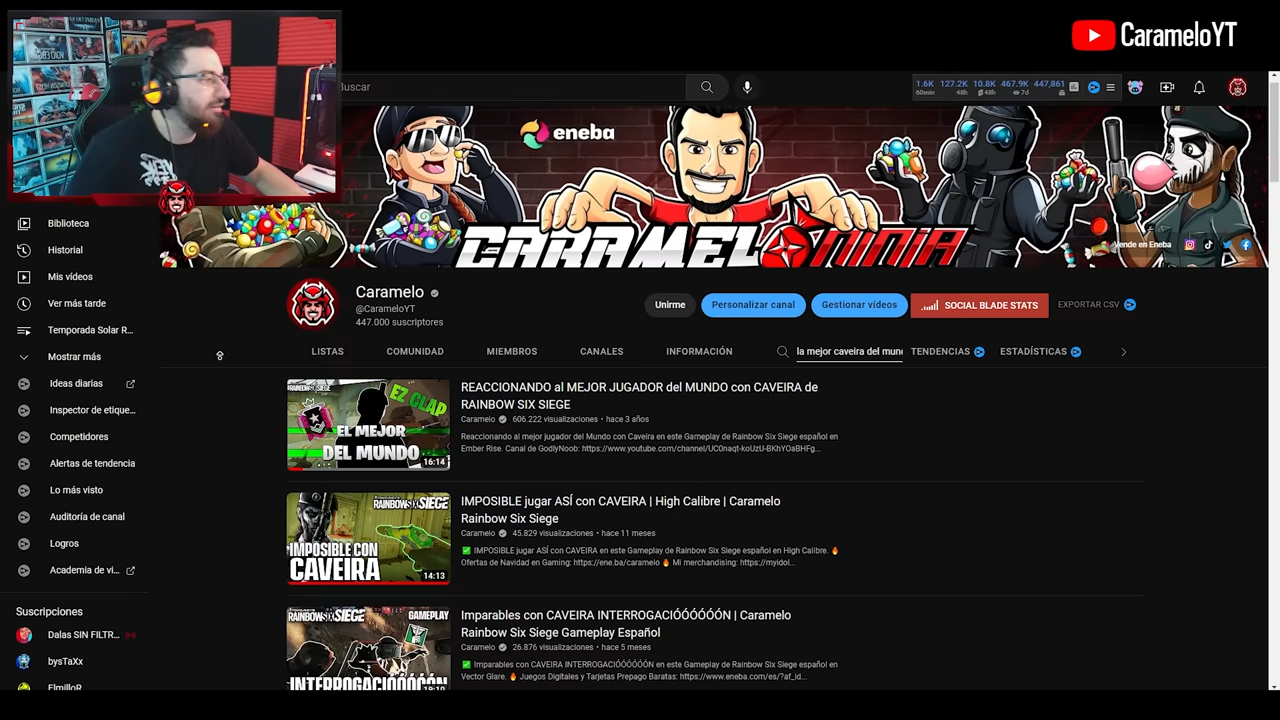 CarameloYT
Buscar
1.6K 127.2K 10.8K 467.9K 447,861
60min 48h 48h 7d
eneba
CARAMELO NINJA
Vende en Eneba
Biblioteca
Historial
Mis vídeos
Ver más tarde
Temporada Solar R...
Mostrar más
Ideas diarias
Inspector de etique...
Competidores
Alertas de tendencia
Lo más visto
Auditoría de canal
Logros
Academia de vi...
Suscripciones
Dalas SIN FILTR...
bysTaXx
ElmilloR
Caramelo
@CarameloYT
447.000 suscriptores
Unirme
Personalizar canal
Gestionar vídeos
SOCIAL BLADE STATS
EXPORTAR CSV
LISTAS COMUNIDAD MIEMBROS CANALES INFORMACIÓN la mejor caveira del mun TENDENCIAS ESTADÍSTICAS
EZ CLAP
EL MEJOR
DEL MUNDO
16:14
REACCIONANDO al MEJOR JUGADOR del MUNDO con CAVEIRA de
RAINBOW SIX SIEGE
Caramelo 606.222 visualizaciones • hace 3 años
Reaccionando al mejor jugador del Mundo con Caveira en este Gameplay de Rainbow Six Siege español en
Ember Rise. Canal de GodlyNoob: https://www.youtube.com/channel/UC0naqt-koUzU-BKhYOaBHFg...
RAINBOWSIX SIEGE
IMPOSIBLE CON
CAVEIRA
14:13
IMPOSIBLE jugar ASÍ con CAVEIRA | High Calibre | Caramelo
Rainbow Six Siege
Caramelo 45.829 visualizaciones • hace 11 meses
✅ IMPOSIBLE jugar ASÍ con CAVEIRA en este Gameplay de Rainbow Six Siege español en High Calibre. 🔥
Ofertas de Navidad en Gaming: https://ene.ba/caramelo 🔥 Mi merchandising: https://myidol...
RAINBOWSIX SIEGE GAMEPLAY
INTERROGACIÓÓÓÓN
19:10
Imparables con CAVEIRA INTERROGACIÓÓÓÓÓÓN | Caramelo
Rainbow Six Siege Gameplay Español
Caramelo 26.876 visualizaciones • hace 5 meses
✅ Imparables con CAVEIRA INTERROGACIÓÓÓÓÓÓN en este Gameplay de Rainbow Six Siege español en
Vector Glare. 🔥 Juegos Digitales y Tarjetas Prepago Baratas: https://www.eneba.com/es/?af_id...